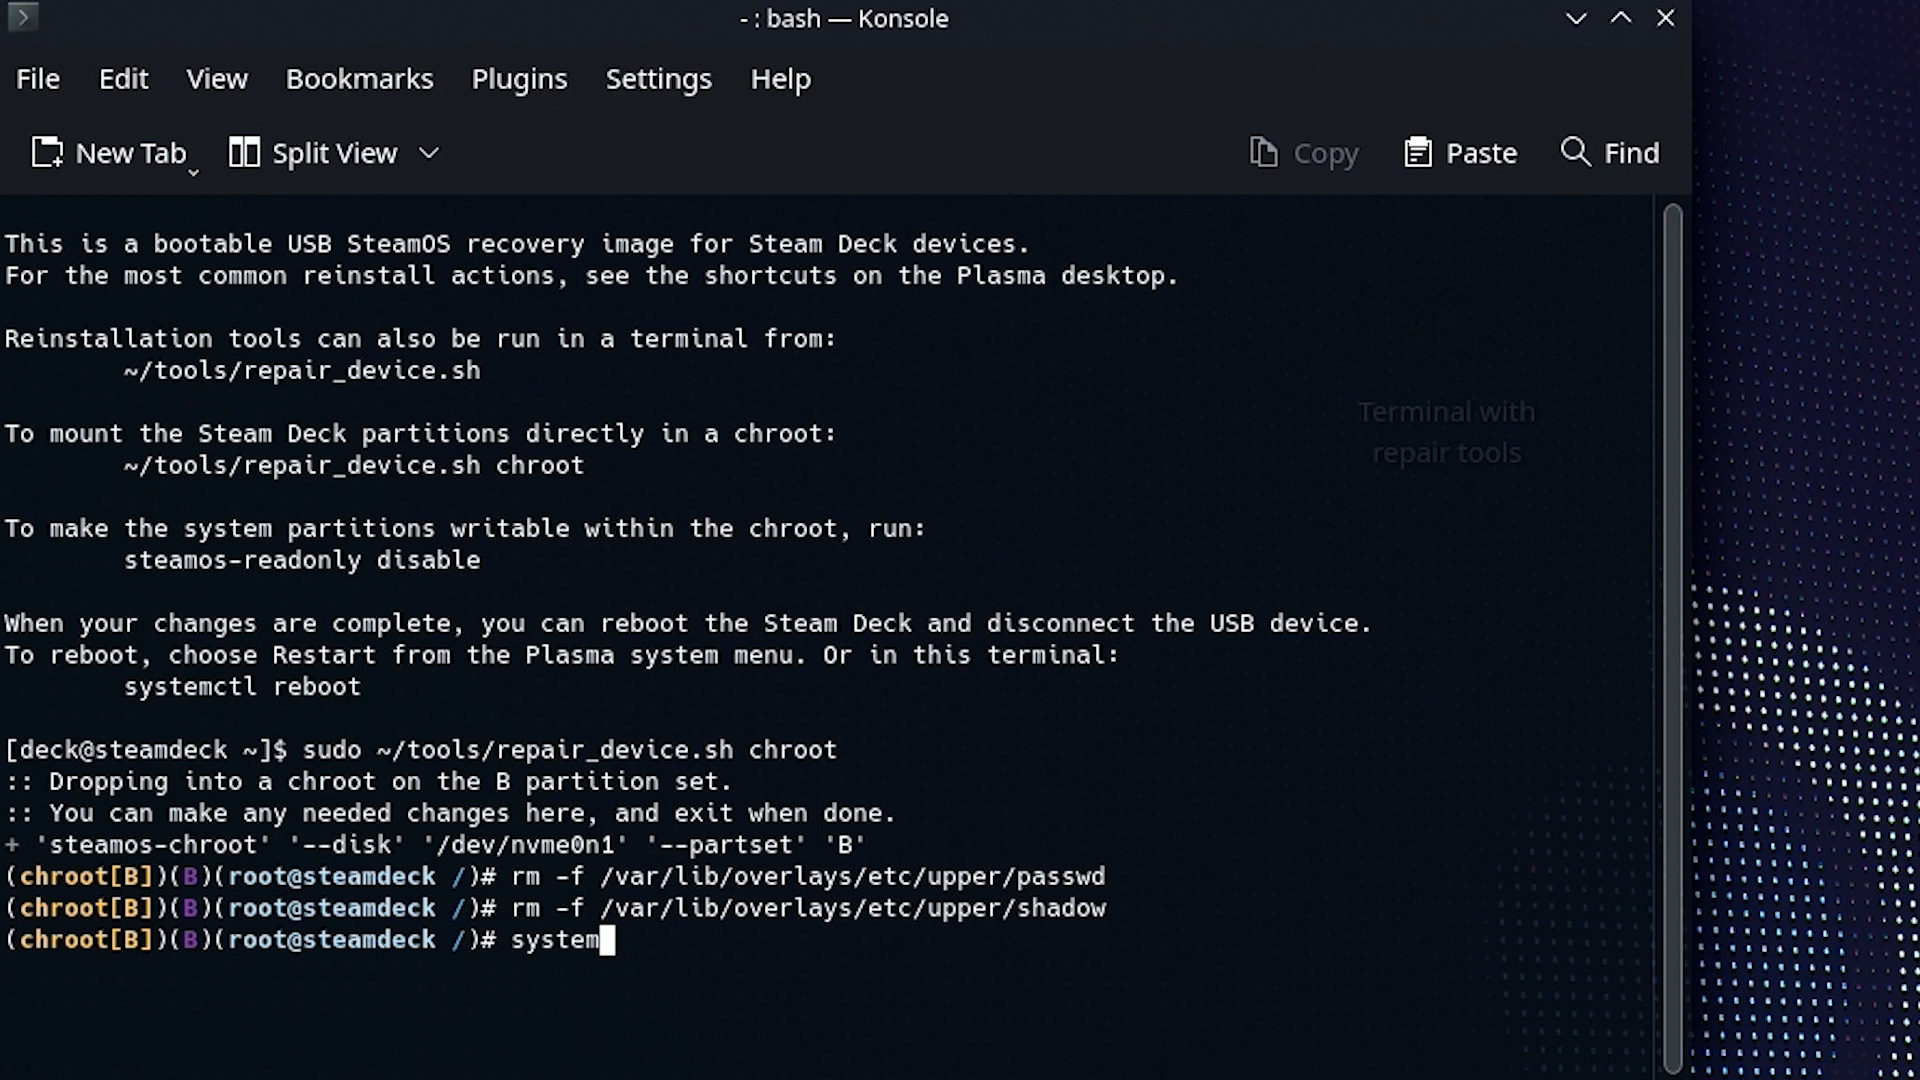 - : bash — Konsole
File Edit View Bookmarks Plugins Settings Help
New Tab Split View Copy Paste Find
This is a bootable USB SteamOS recovery image for Steam Deck devices.
For the most common reinstall actions, see the shortcuts on the Plasma desktop.
Reinstallation tools can also be run in a terminal from:
~/tools/repair_device.sh
Terminal with
repair tools
To mount the Steam Deck partitions directly in a chroot:
~/tools/repair_device.sh chroot
To make the system partitions writable within the chroot, run:
steamos-readonly disable
When your changes are complete, you can reboot the Steam Deck and disconnect the USB device.
To reboot, choose Restart from the Plasma system menu. Or in this terminal:
systemctl reboot
[deck@steamdeck ~]$ sudo ~/tools/repair_device.sh chroot
:: Dropping into a chroot on the B partition set.
:: You can make any needed changes here, and exit when done.
+ 'steamos-chroot' '--disk' '/dev/nvme0n1' '--partset' 'B'
(chroot[B])(B)(root@steamdeck /)# rm -f /var/lib/overlays/etc/upper/passwd
(chroot[B])(B)(root@steamdeck /)# rm -f /var/lib/overlays/etc/upper/shadow
(chroot[B])(B)(root@steamdeck /)# system